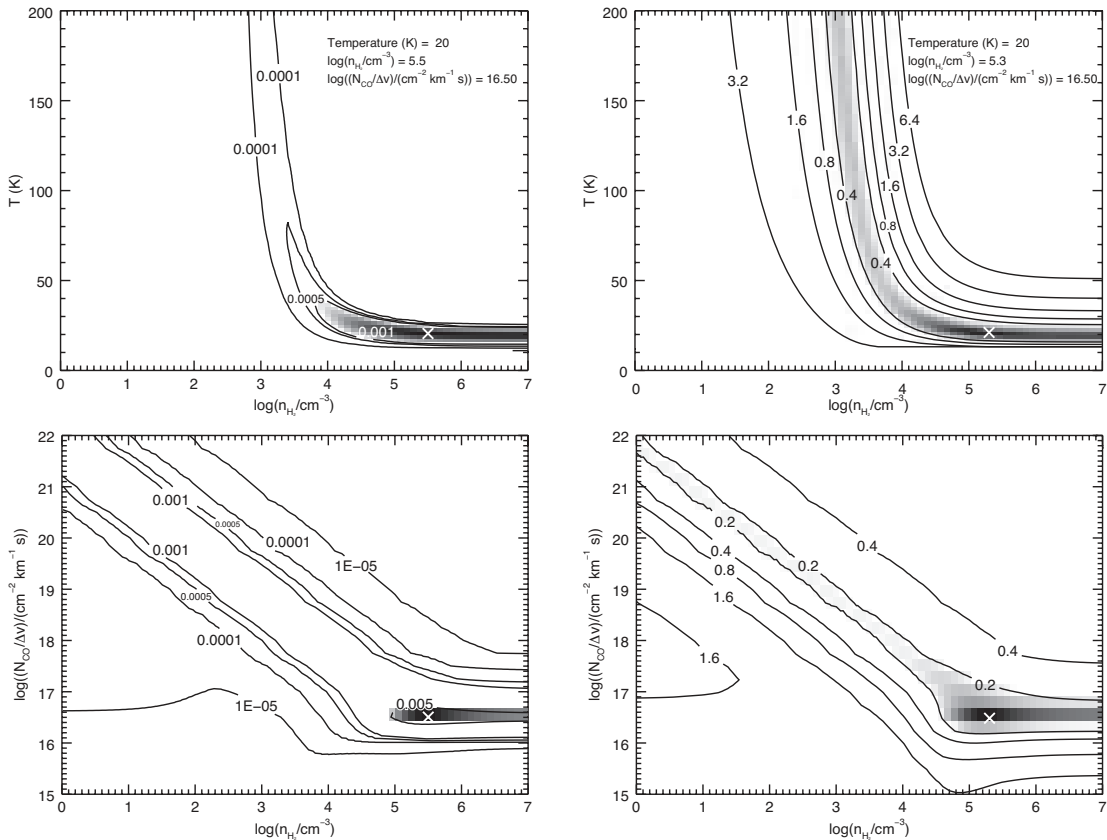 Temperature (K) = 20
log(n_H₂/cm⁻³) = 5.5
log((N_CO/Δv)/(cm⁻² km⁻¹ s)) = 16.50
0.0001
0.0001
0.0005
0.001
T (K)
200
150
100
50
0
0 1 2 3 4 5 6 7
log(n_H₂/cm⁻³)
Temperature (K) = 20
log(n_H₂/cm⁻³) = 5.3
log((N_CO/Δv)/(cm⁻² km⁻¹ s)) = 16.50
3.2
1.6
0.8
0.4
6.4
3.2
1.6
0.8
0.4
T (K)
200
150
100
50
0
0 1 2 3 4 5 6 7
log(n_H₂/cm⁻³)
0.001
0.0005
0.0001
1E−05
0.001
0.0005
0.0001
1E−05
0.005
log((N_CO/Δv)/(cm⁻² km⁻¹ s))
22
21
20
19
18
17
16
15
0 1 2 3 4 5 6 7
log(n_H₂/cm⁻³)
0.2
0.4
0.2
0.4
0.8
1.6
1.6
0.4
0.2
log((N_CO/Δv)/(cm⁻² km⁻¹ s))
22
21
20
19
18
17
16
15
0 1 2 3 4 5 6 7
log(n_H₂/cm⁻³)